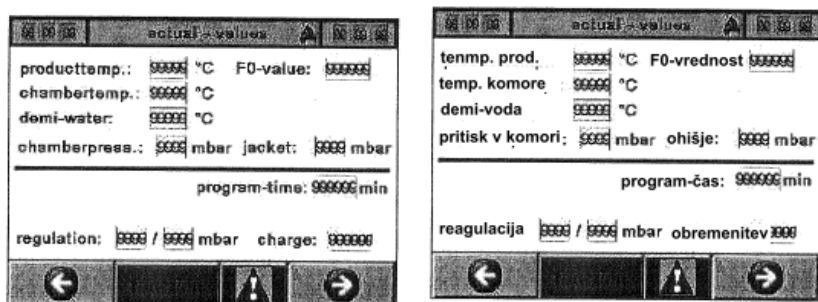 actual - values
producttemp.: 99999 °C F0-value: 999999
chambertemp.: 99999 °C
demi-water: 99999 °C
chamberpress.: 9999 mbar jacket: 9999 mbar
program-time: 999999 min
regulation: 9999 / 9999 mbar charge: 999999
actual - values
tenmp. prod. 99999 °C F0-vrednost 999999
temp. komore 99999 °C
demi-voda 99999 °C
pritisk v komori: 9999 mbar ohišje: 9999 mbar
program-čas: 999999 min
reagulacija 9999 / 9999 mbar obremenitev 9999